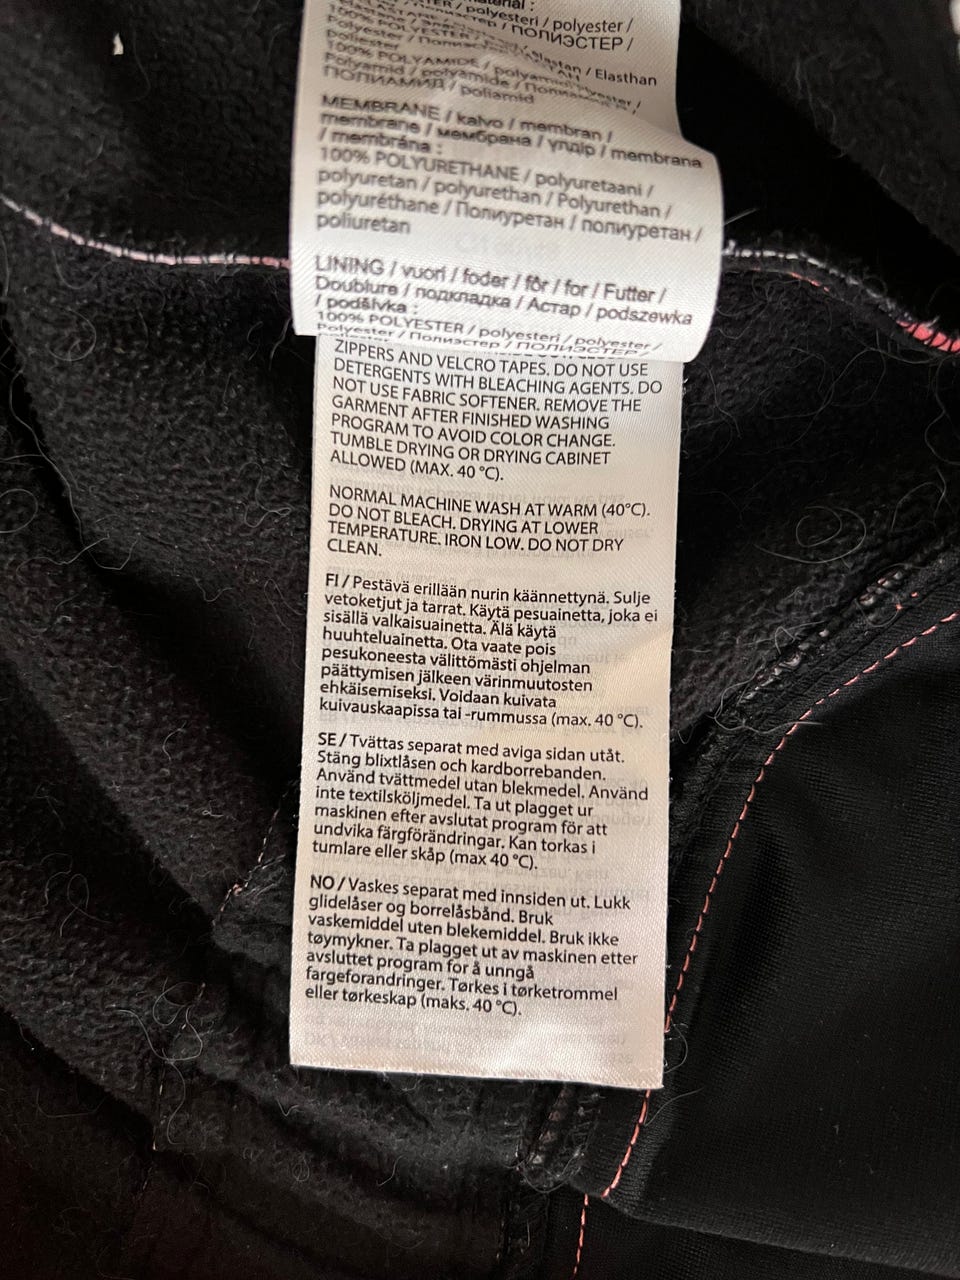 polyesteri / polyester /
ПОЛИЭСТЕР /
Elastan / Elasthan
100% POLYESTER /
100% POLYAMIDE / polyamid
Polyamid / polyamide /
ПОЛИАМИД / poliamid
MEMBRANE / kalvo / membran /
membrane / мембрана / membrana
/ membrána :
100% POLYURETHANE / polyuretaani /
polyuretan / polyurethan / Polyurethan /
polyuréthane / Полиуретан / полиуретан /
poliuretan
LINING / vuori / foder / fôr / for / Futter /
Doublure / подкладка / Астар / podszewka
/ podšívka :
100% POLYESTER / polyesteri / polyester /
Polyester / Полиэстер / ПОЛИЭСТЕР /
ZIPPERS AND VELCRO TAPES. DO NOT USE
DETERGENTS WITH BLEACHING AGENTS. DO
NOT USE FABRIC SOFTENER. REMOVE THE
GARMENT AFTER FINISHED WASHING
PROGRAM TO AVOID COLOR CHANGE.
TUMBLE DRYING OR DRYING CABINET
ALLOWED (MAX. 40 °C).
NORMAL MACHINE WASH AT WARM (40°C).
DO NOT BLEACH. DRYING AT LOWER
TEMPERATURE. IRON LOW. DO NOT DRY
CLEAN.
FI / Pestävä erillään nurin käännettynä. Sulje
vetoketjut ja tarrat. Käytä pesuainetta, joka ei
sisällä valkaisuainetta. Älä käytä
huuhteluainetta. Ota vaate pois
pesukoneesta välittömästi ohjelman
päättymisen jälkeen värinmuutosten
ehkäisemiseksi. Voidaan kuivata
kuivauskaapissa tai -rummussa (max. 40 °C).
SE / Tvättas separat med aviga sidan utåt.
Stäng blixtlåsen och kardborrebanden.
Använd tvättmedel utan blekmedel. Använd
inte textilsköljmedel. Ta ut plagget ur
maskinen efter avslutat program för att
undvika färgförändringar. Kan torkas i
tumlare eller skåp (max 40 °C).
NO / Vaskes separat med innsiden ut. Lukk
glidelåser og borrelåsbånd. Bruk
vaskemiddel uten blekemiddel. Bruk ikke
tøymykner. Ta plagget ut av maskinen etter
avsluttet program for å unngå
fargeforandringer. Tørkes i tørketrommel
eller tørkeskap (maks. 40 °C).